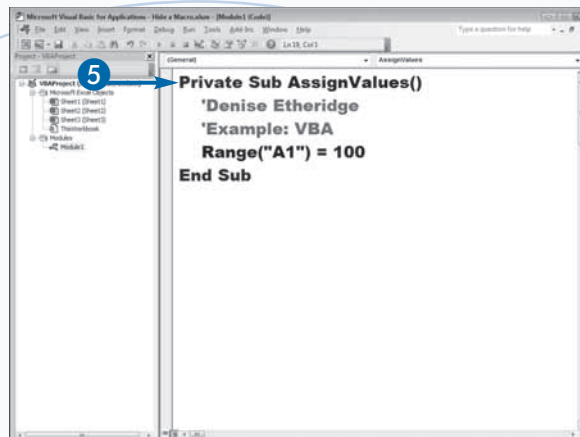 Microsoft Visual Basic for Applications - Hide a Macro.xlsm - [Module1 (Code)]
File Edit View Insert Format Debug Run Tools Add-Ins Window Help
Type a question for help
Ln 19, Col 1
Project - VBAProject
(General)
AssignValues
5
VBAProject
Microsoft Excel Objects
Sheet1 (Sheet1)
Sheet2 (Sheet2)
Sheet3 (Sheet3)
ThisWorkbook
Modules
Module1
Private Sub AssignValues()
'Denise Etheridge
'Example: VBA
Range("A1") = 100
End Sub